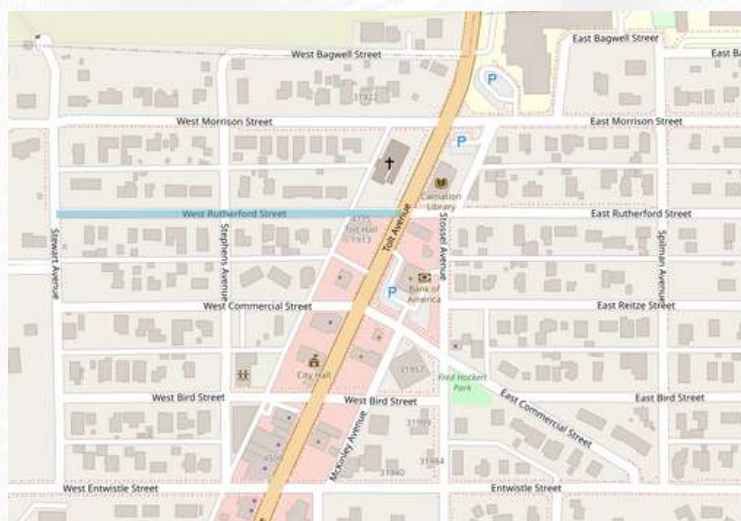 East Bagwell Street
West Bagwell Street
East Ba
P
31922
West Morrison Street
East Morrison Street
P
Carnation
Library
West Rutherford Street
4775
Tolt Hall
1913
East Rutherford Street
Tolt Avenue
Stossel Avenue
Stewart Avenue
Stephens Avenue
Spilman Avenue
Bank of
America
P
West Commercial Street
East Reitze Street
City Hall
31957
Fred Hockert
Park
West Bird Street
West Bird Street
East Bird Street
East Commercial Street
McKinley Avenue
31999
31984
31940
West Entwistle Street
Entwistle Street